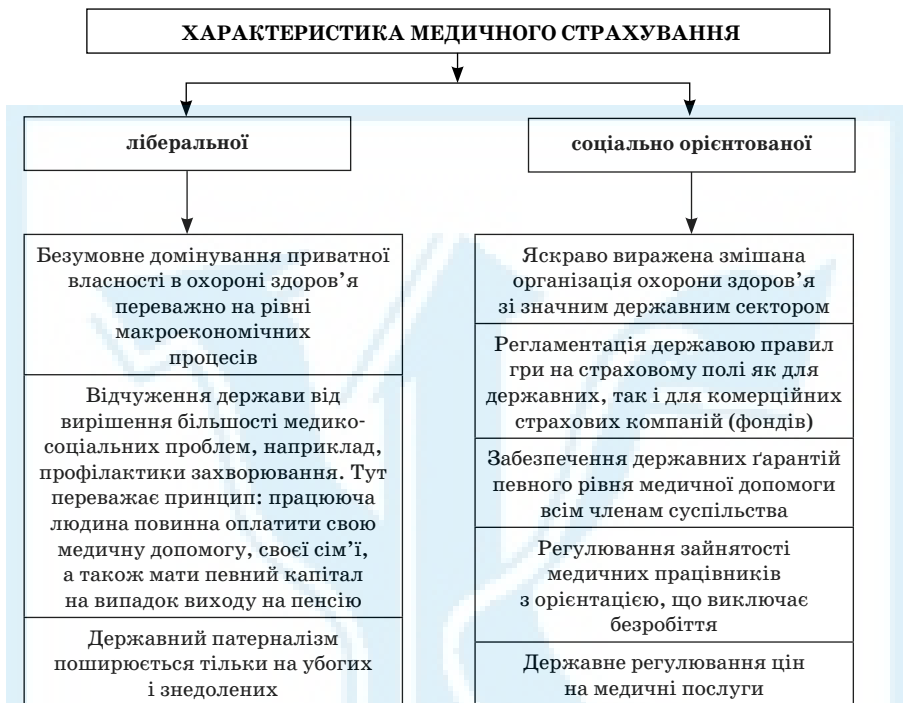 ХАРАКТЕРИСТИКА МЕДИЧНОГО СТРАХУВАННЯ
ліберальної
Безумовне домінування приватної
власності в охороні здоров’я
переважно на рівні
макроекономічних
процесів
Відчуження держави від
вирішення більшості медико-
соціальних проблем, наприклад,
профілактики захворювання. Тут
переважає принцип: працююча
людина повинна оплатити свою
медичну допомогу, своєї сім’ї,
а також мати певний капітал
на випадок виходу на пенсію
Державний патерналізм
поширюється тільки на убогих
і знедолених
соціально орієнтованої
Яскраво виражена змішана
організація охорони здоров’я
зі значним державним сектором
Регламентація державою правил
гри на страховому полі як для
державних, так і для комерційних
страхових компаній (фондів)
Забезпечення державних ґарантій
певного рівня медичної допомоги
всім членам суспільства
Регулювання зайнятості
медичних працівників
з орієнтацією, що виключає
безробіття
Державне регулювання цін
на медичні послуги